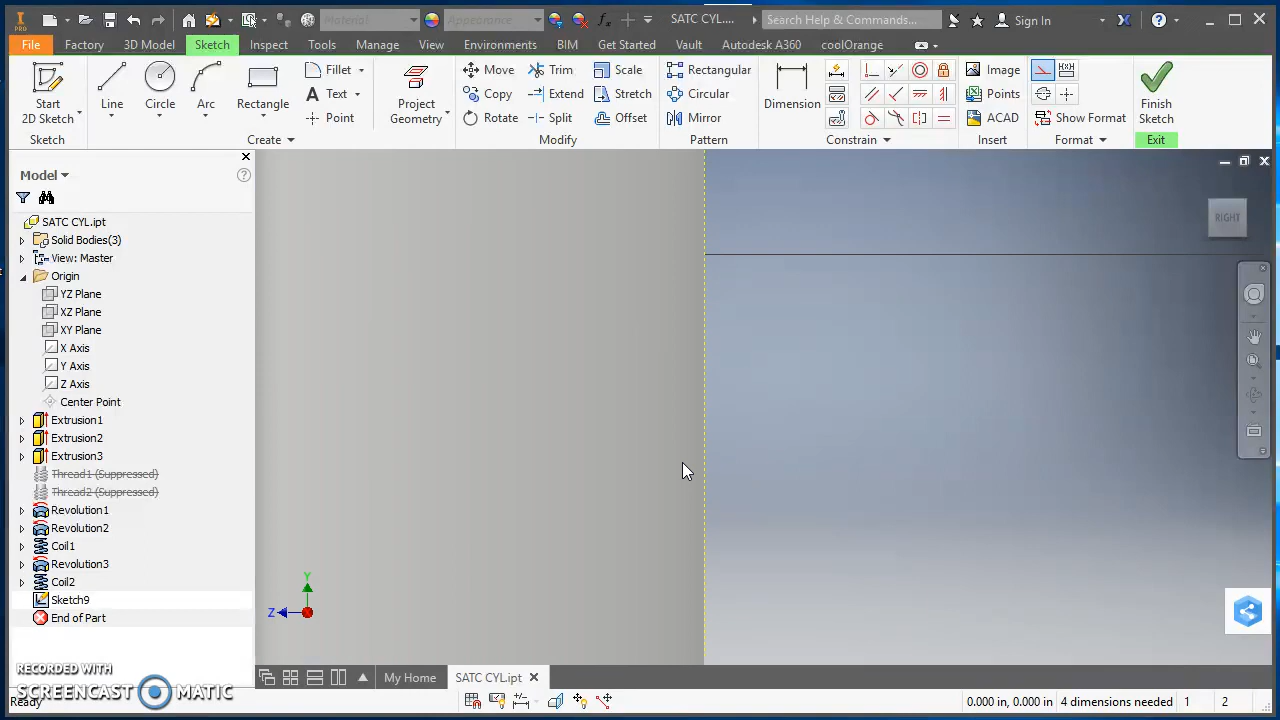 PRO
Material
Appearance
SATC CYL....
Search Help & Commands...
Sign In
File
Factory
3D Model
Sketch
Inspect
Tools
Manage
View
Environments
BIM
Get Started
Vault
Autodesk A360
coolOrange
Start
2D Sketch
Line
Circle
Arc
Rectangle
Fillet
Text
Point
Project
Geometry
Move
Copy
Rotate
Trim
Extend
Split
Scale
Stretch
Offset
Rectangular
Circular
Mirror
Dimension
Image
Points
ACAD
Show Format
Finish
Sketch
Sketch
Create
Modify
Pattern
Constrain
Insert
Format
Exit
Model
SATC CYL.ipt
Solid Bodies(3)
View: Master
Origin
YZ Plane
XZ Plane
XY Plane
X Axis
Y Axis
Z Axis
Center Point
Extrusion1
Extrusion2
Extrusion3
Thread1 (Suppressed)
Thread2 (Suppressed)
Revolution1
Revolution2
Coil1
Revolution3
Coil2
Sketch9
End of Part
RIGHT
Y
Z
My Home
SATC CYL.ipt
RECORDED WITH
SCREENCAST MATIC
Ready
0.000 in, 0.000 in
4 dimensions needed
1
2